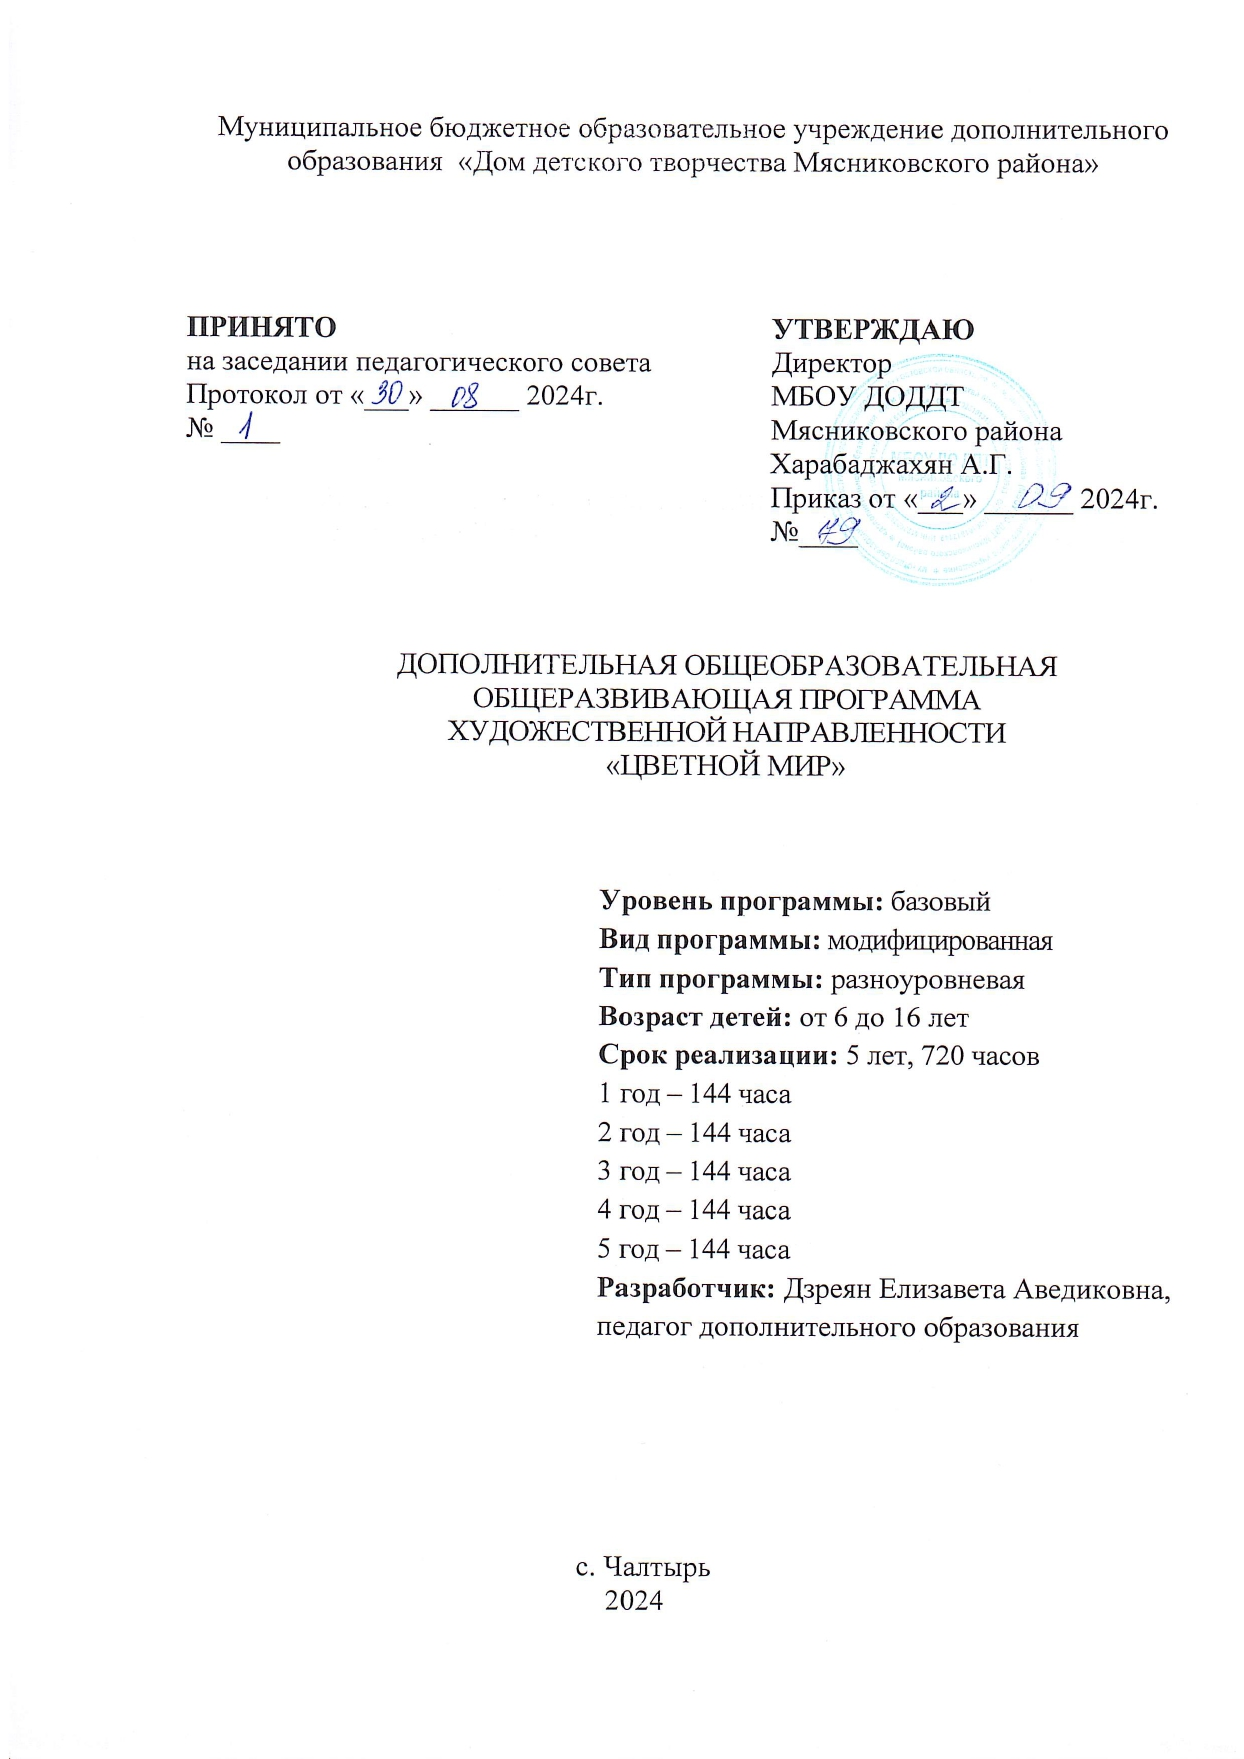 Муниципальное бюджетное образовательное учреждение дополнительного
образования «Дом детского творчества Мясниковского района»
ПРИНЯТО
на заседании педагогического совета
Протокол от «30» 08 2024г.
№ 1
УТВЕРЖДАЮ
Директор
МБОУ ДОДДТ
Мясниковского района
Харабаджахян А.Г.
Приказ от «2» 09 2024г.
№ 49
ДОПОЛНИТЕЛЬНАЯ ОБЩЕОБРАЗОВАТЕЛЬНАЯ
ОБЩЕРАЗВИВАЮЩАЯ ПРОГРАММА
ХУДОЖЕСТВЕННОЙ НАПРАВЛЕННОСТИ
«ЦВЕТНОЙ МИР»
Уровень программы: базовый
Вид программы: модифицированная
Тип программы: разноуровневая
Возраст детей: от 6 до 16 лет
Срок реализации: 5 лет, 720 часов
1 год – 144 часа
2 год – 144 часа
3 год – 144 часа
4 год – 144 часа
5 год – 144 часа
Разработчик: Дзреян Елизавета Аведиковна,
педагог дополнительного образования
с. Чалтырь
2024